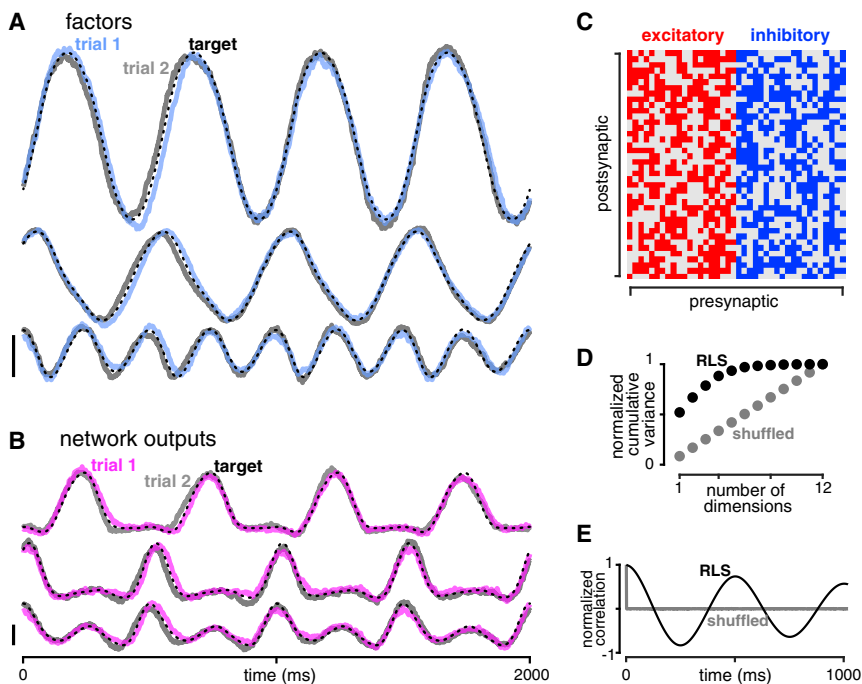 A factors
trial 1
trial 2
target
B network outputs
trial 1
trial 2
target
0 time (ms) 2000
C
excitatory inhibitory
postsynaptic
presynaptic
D
normalized
cumulative
variance
1
0
RLS
shuffled
1 number of 12
dimensions
E
normalized
correlation
1
-1
RLS
shuffled
0 time (ms) 1000